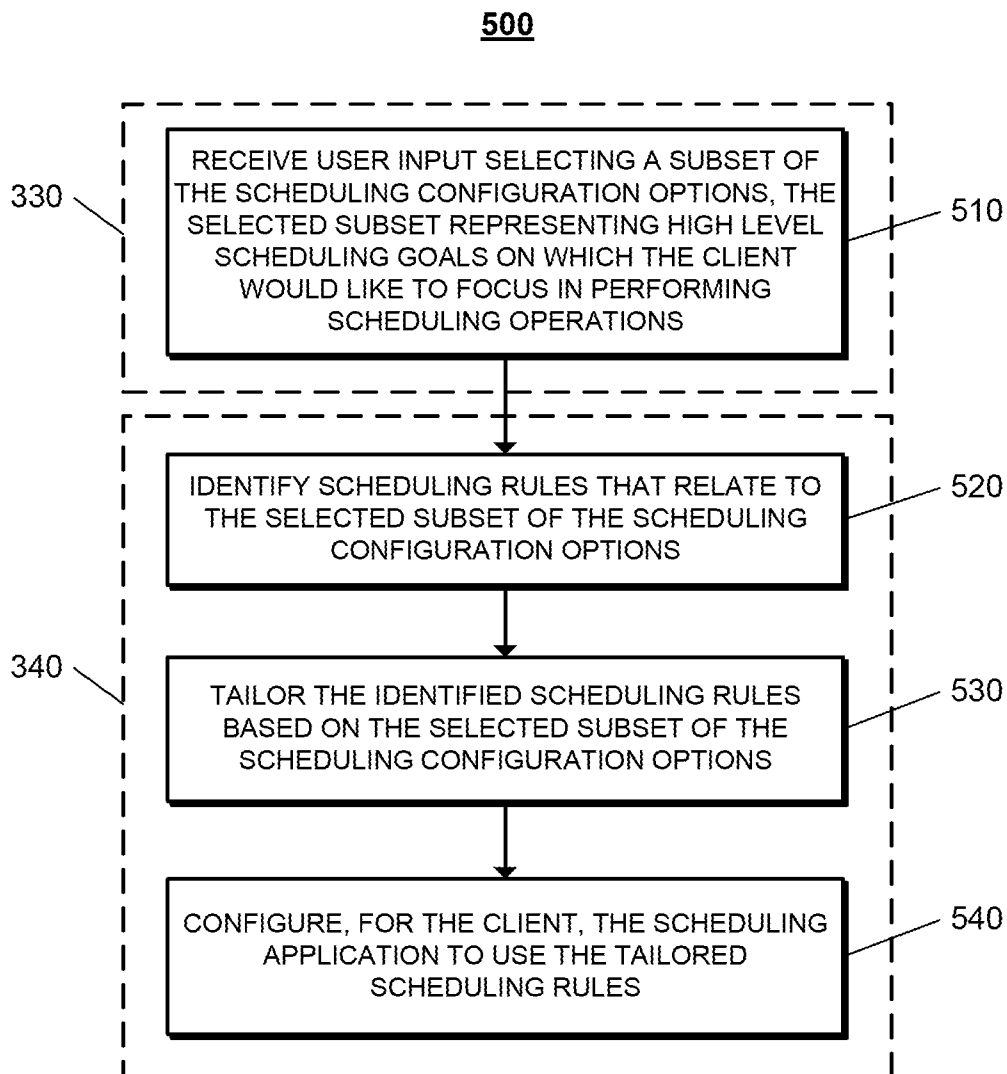 500
330
RECEIVE USER INPUT SELECTING A SUBSET OF
THE SCHEDULING CONFIGURATION OPTIONS, THE
SELECTED SUBSET REPRESENTING HIGH LEVEL
SCHEDULING GOALS ON WHICH THE CLIENT
WOULD LIKE TO FOCUS IN PERFORMING
SCHEDULING OPERATIONS
510
IDENTIFY SCHEDULING RULES THAT RELATE TO
THE SELECTED SUBSET OF THE SCHEDULING
CONFIGURATION OPTIONS
520
340
TAILOR THE IDENTIFIED SCHEDULING RULES
BASED ON THE SELECTED SUBSET OF THE
SCHEDULING CONFIGURATION OPTIONS
530
CONFIGURE, FOR THE CLIENT, THE SCHEDULING
APPLICATION TO USE THE TAILORED
SCHEDULING RULES
540